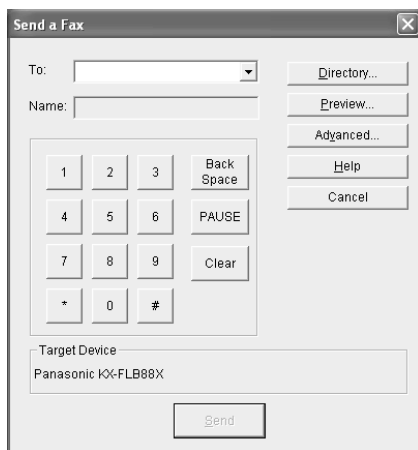 Send a Fax
To:
Name:
Directory...
Preview...
Advanced...
Help
Cancel
1 2 3 Back Space
4 5 6 PAUSE
7 8 9 Clear
* 0 #
Target Device
Panasonic KX-FLB88X
Send